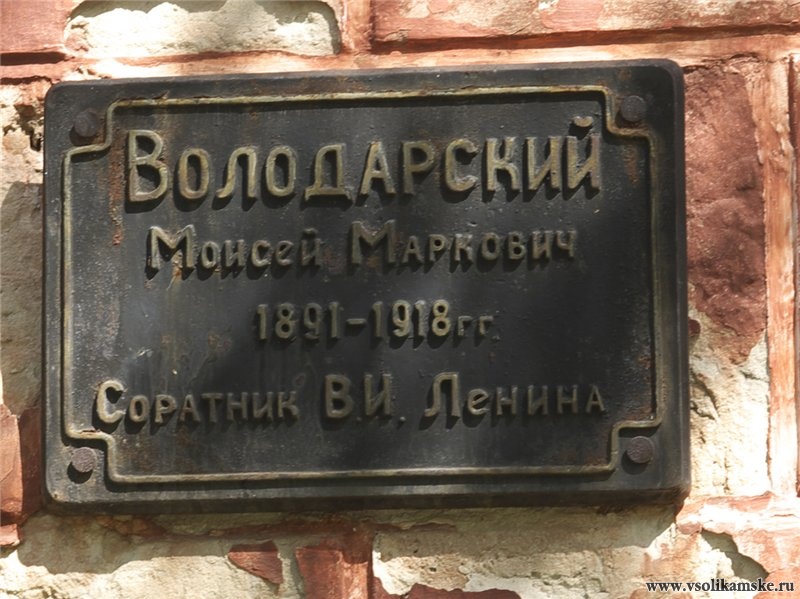 Володарский
Моисей Маркович
1891-1918гг.
Соратник В.И. Ленина
www.vsolikamske.ru